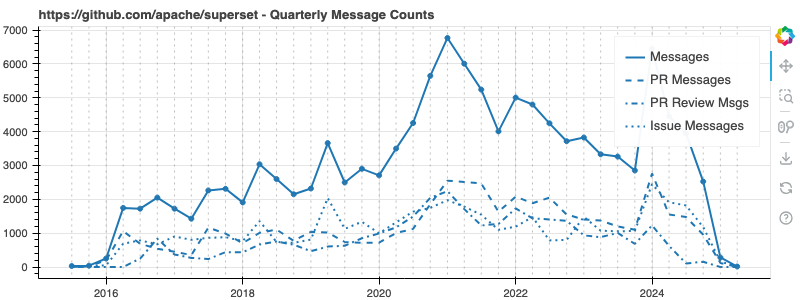 https://github.com/apache/superset - Quarterly Message Counts
7000
6000
5000
4000
3000
2000
1000
0
2016
2018
2020
2022
2024
Messages
PR Messages
PR Review Msgs
Issue Messages